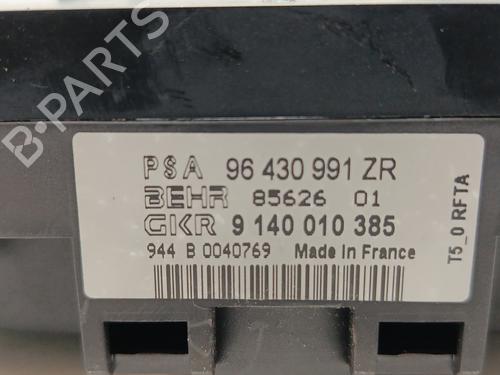 PSA 96 430 991 ZR
BEHR 85626 01
GKR 9 140 010 385
944 B 0040769 Made in France
T5_0 RFTA
B-PARTS